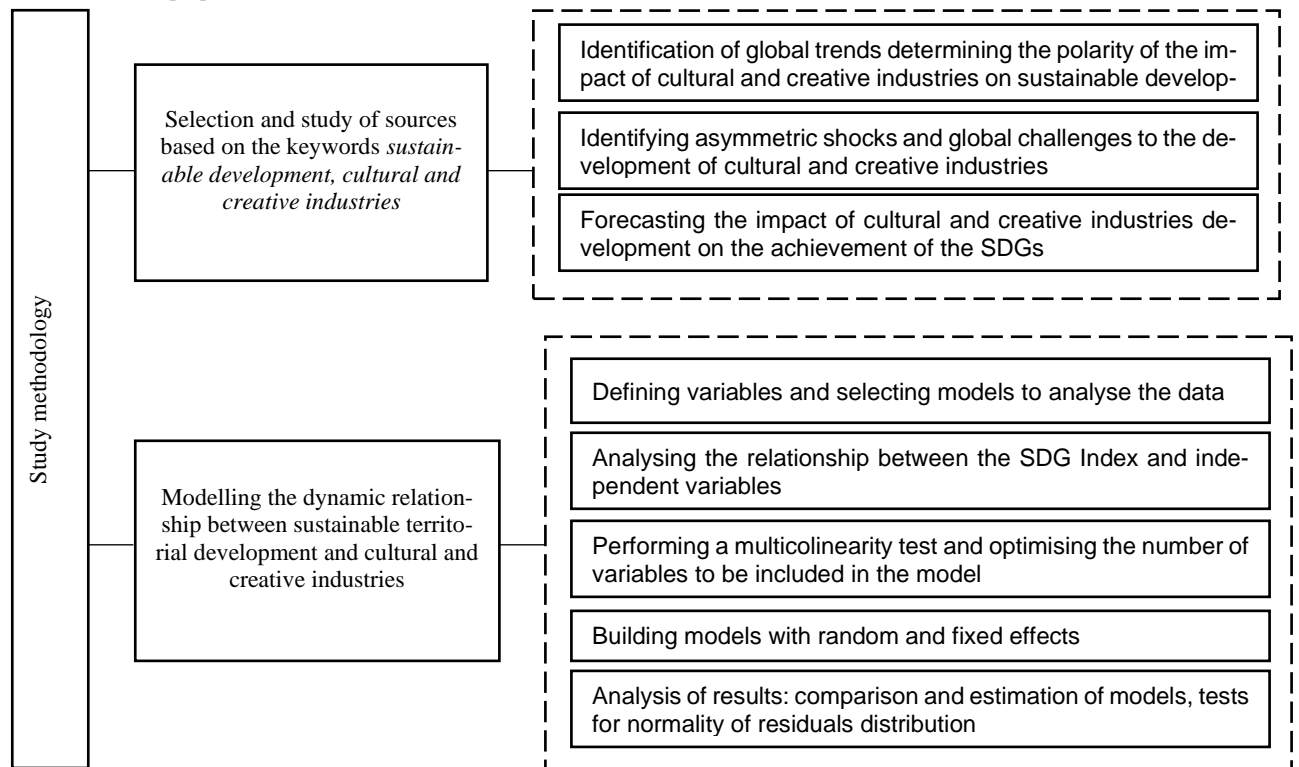 Study methodology
Selection and study of sources
based on the keywords sustain-
able development, cultural and
creative industries
Identification of global trends determining the polarity of the im-
pact of cultural and creative industries on sustainable develop-
Identifying asymmetric shocks and global challenges to the de-
velopment of cultural and creative industries
Forecasting the impact of cultural and creative industries de-
velopment on the achievement of the SDGs
Modelling the dynamic relation-
ship between sustainable territo-
rial development and cultural and
creative industries
Defining variables and selecting models to analyse the data
Analysing the relationship between the SDG Index and inde-
pendent variables
Performing a multicolinearity test and optimising the number of
variables to be included in the model
Building models with random and fixed effects
Analysis of results: comparison and estimation of models, tests
for normality of residuals distribution